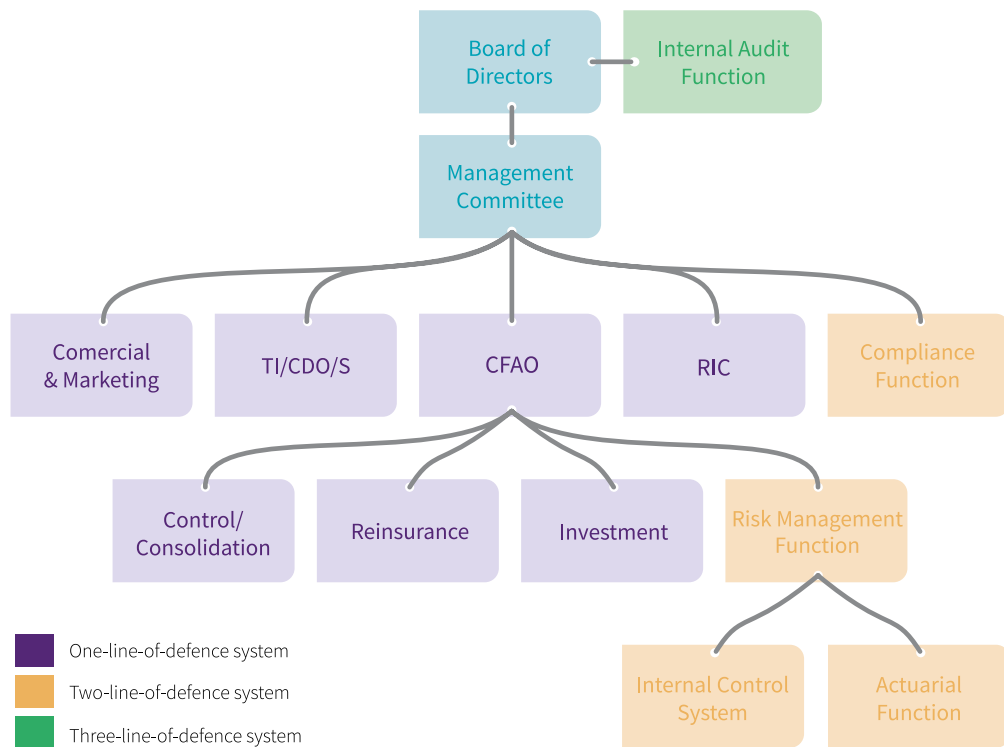 Board of
Directors
Internal Audit
Function
Management
Committee
Comercial
& Marketing
TI/CDO/S
CFAO
RIC
Compliance
Function
Control/
Consolidation
Reinsurance
Investment
Risk Management
Function
One-line-of-defence system
Two-line-of-defence system
Three-line-of-defence system
Internal Control
System
Actuarial
Function